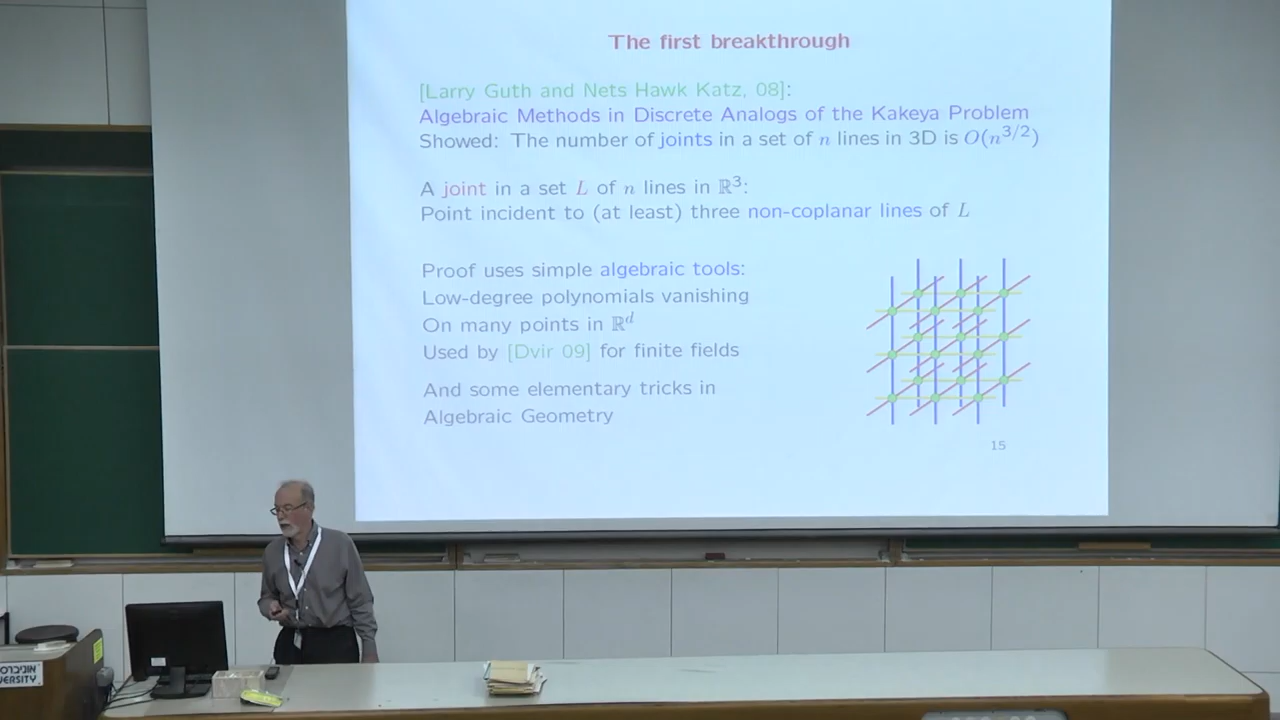 The first breakthrough
[Larry Guth and Nets Hawk Katz, 08]:
Algebraic Methods in Discrete Analogs of the Kakeya Problem
Showed: The number of joints in a set of n lines in 3D is O(n^{3/2})
A joint in a set L of n lines in ℝ³:
Point incident to (at least) three non-coplanar lines of L
Proof uses simple algebraic tools:
Low-degree polynomials vanishing
On many points in ℝᵈ
Used by [Dvir 09] for finite fields
And some elementary tricks in
Algebraic Geometry
15